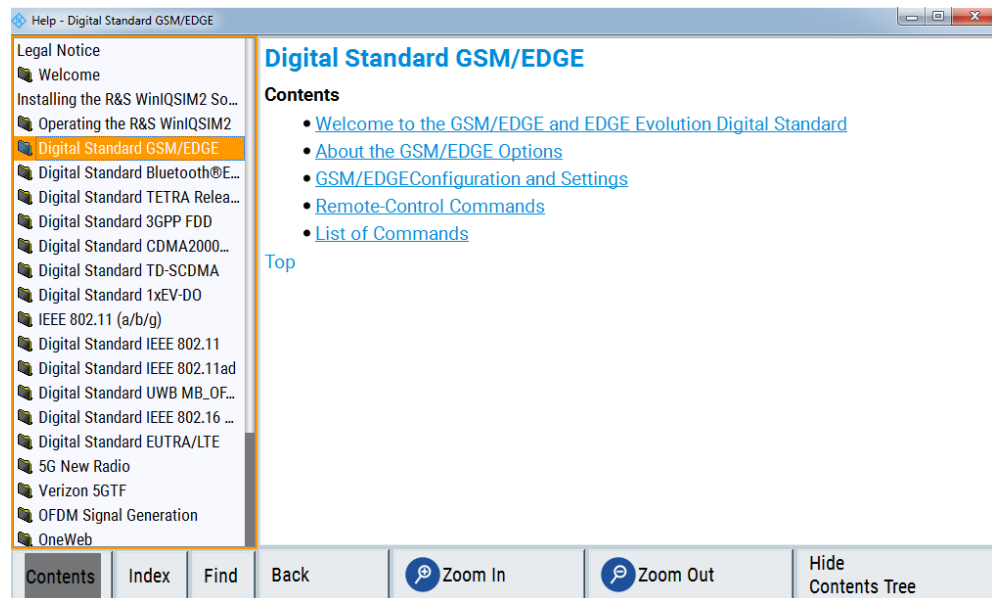 Help - Digital Standard GSM/EDGE
Legal Notice
Welcome
Installing the R&S WinIQSIM2 So...
Operating the R&S WinIQSIM2
Digital Standard GSM/EDGE
Digital Standard Bluetooth®E...
Digital Standard TETRA Relea...
Digital Standard 3GPP FDD
Digital Standard CDMA2000...
Digital Standard TD-SCDMA
Digital Standard 1xEV-DO
IEEE 802.11 (a/b/g)
Digital Standard IEEE 802.11
Digital Standard IEEE 802.11ad
Digital Standard UWB MB_OF...
Digital Standard IEEE 802.16 ...
Digital Standard EUTRA/LTE
5G New Radio
Verizon 5GTF
OFDM Signal Generation
OneWeb
Digital Standard GSM/EDGE
Contents
• Welcome to the GSM/EDGE and EDGE Evolution Digital Standard
• About the GSM/EDGE Options
• GSM/EDGEConfiguration and Settings
• Remote-Control Commands
• List of Commands
Top
Contents Index Find Back Zoom In Zoom Out Hide
Contents Tree